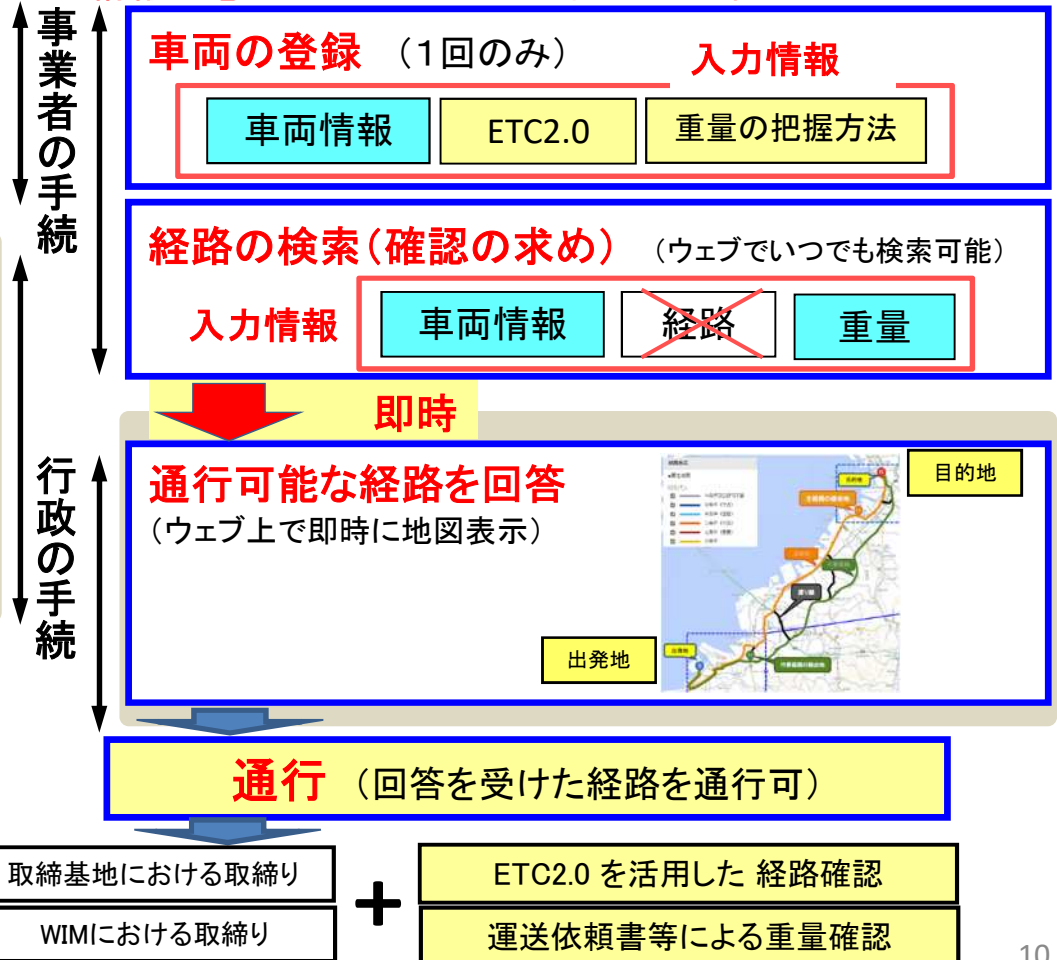 事業者の手続
車両の登録 （1回のみ） 入力情報
車両情報 ETC2.0 重量の把握方法
経路の検索（確認の求め） （ウェブでいつでも検索可能）
入力情報 車両情報 経路 重量
即時
行政の手続
通行可能な経路を回答
（ウェブ上で即時に地図表示）
目的地
出発地
通行 （回答を受けた経路を通行可）
取締基地における取締り
WIMにおける取締り
+
ETC2.0 を活用した 経路確認
運送依頼書等による重量確認
10